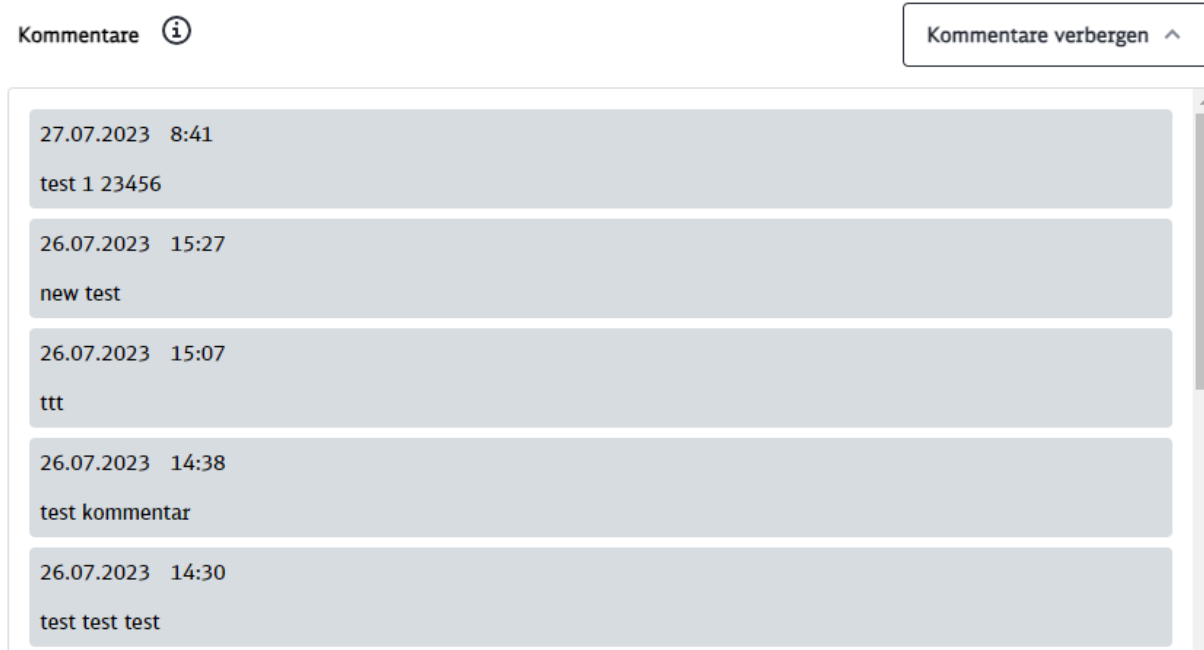 Kommentare
Kommentare verbergen
27.07.2023 8:41
test 1 23456
26.07.2023 15:27
new test
26.07.2023 15:07
ttt
26.07.2023 14:38
test kommentar
26.07.2023 14:30
test test test